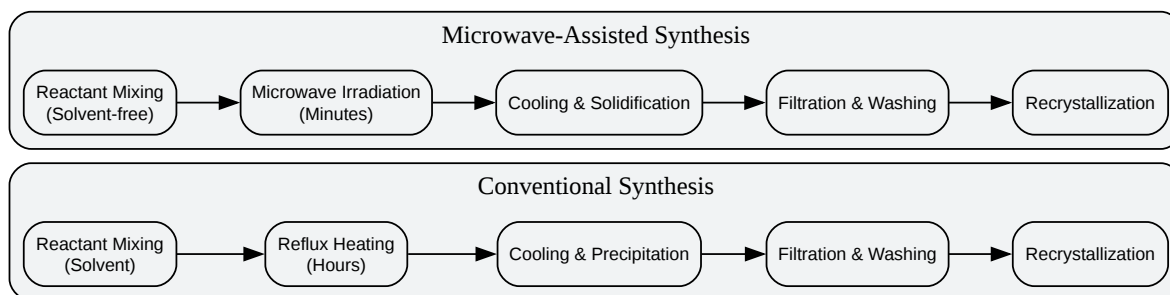 Microwave-Assisted Synthesis
Reactant Mixing
(Solvent-free)
Microwave Irradiation
(Minutes)
Cooling & Solidification
Filtration & Washing
Recrystallization
Conventional Synthesis
Reactant Mixing
(Solvent)
Reflux Heating
(Hours)
Cooling & Precipitation
Filtration & Washing
Recrystallization